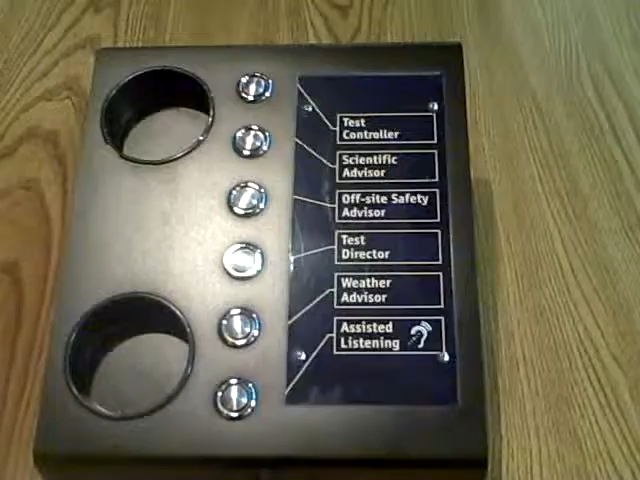 Test
Controller
Scientific
Advisor
Off-site Safety
Advisor
Test
Director
Weather
Advisor
Assisted
Listening